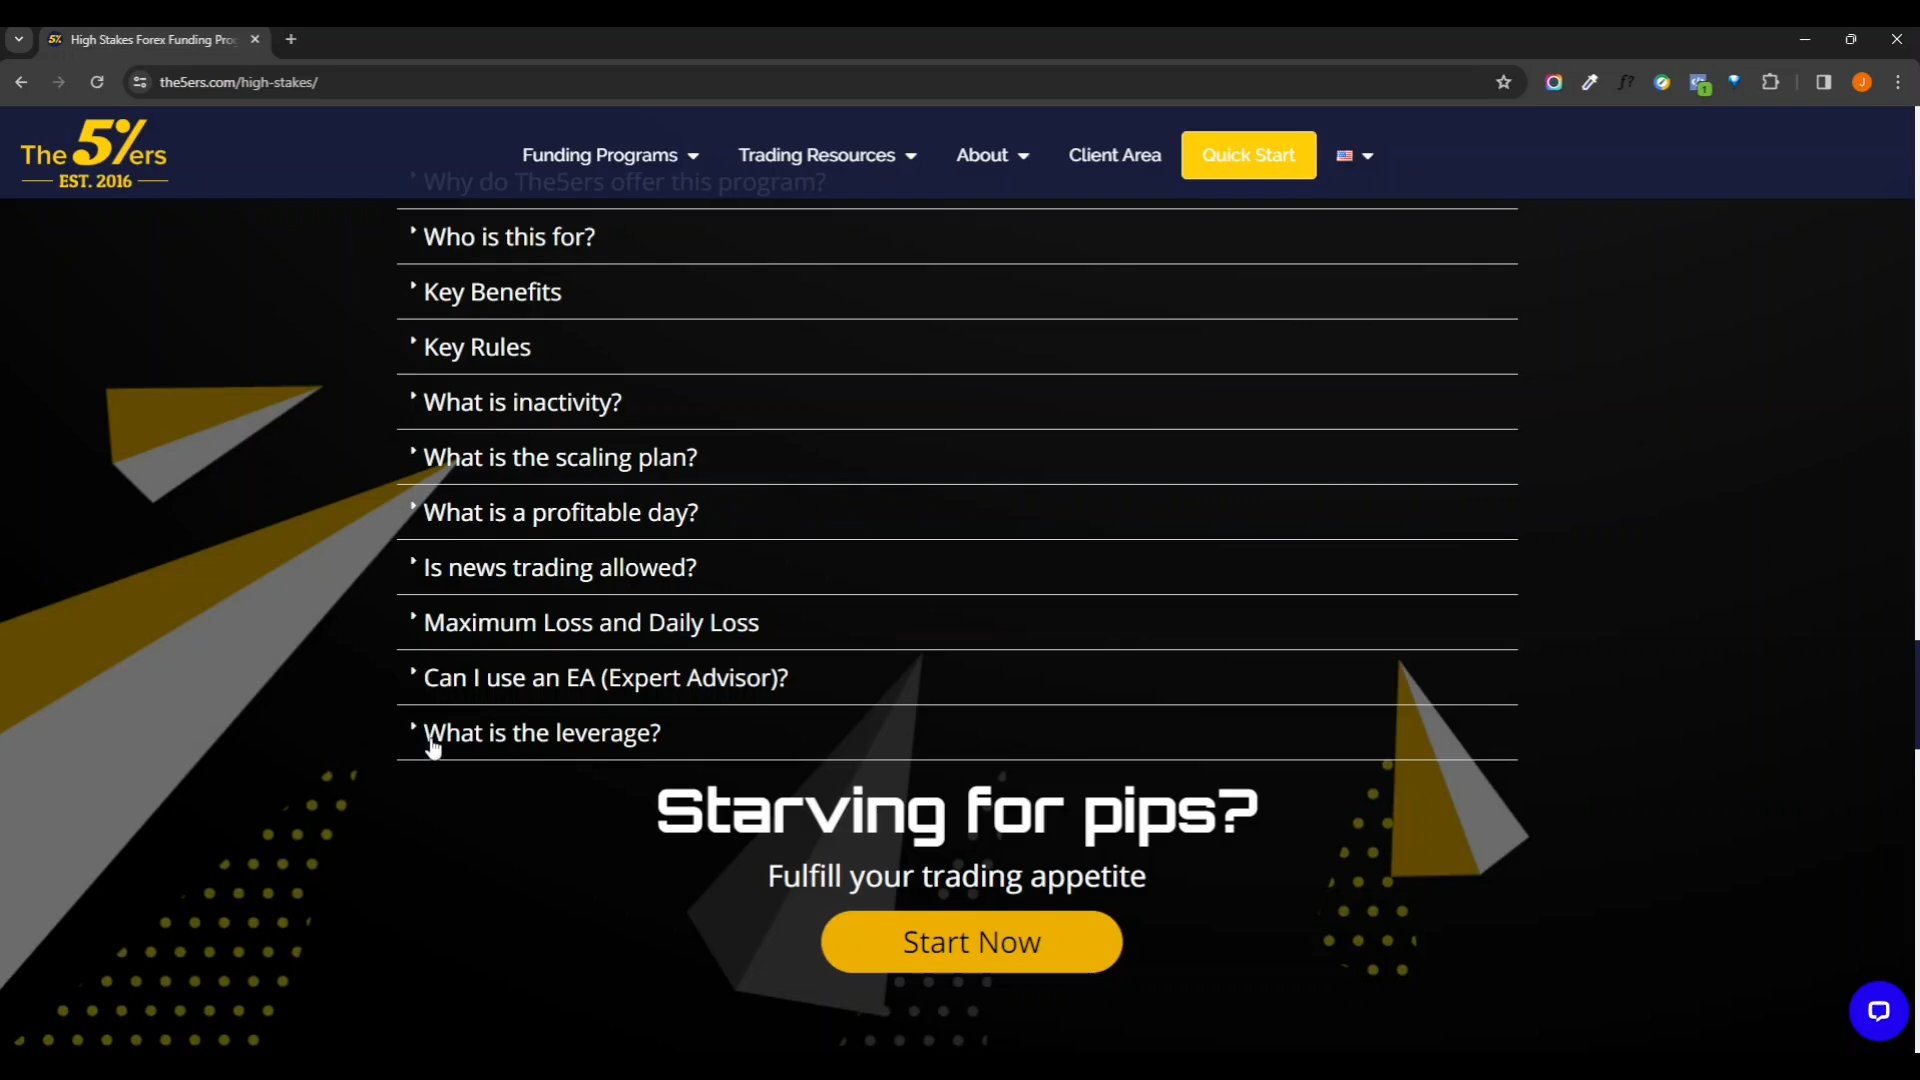 5% High Stakes Forex Funding Pro
the5ers.com/high-stakes/
f?
1
J
The 5%ers
EST. 2016
Funding Programs
Trading Resources
About
Client Area
Quick Start
Why do The5ers offer this program?
Who is this for?
Key Benefits
Key Rules
What is inactivity?
What is the scaling plan?
What is a profitable day?
Is news trading allowed?
Maximum Loss and Daily Loss
Can I use an EA (Expert Advisor)?
What is the leverage?
Starving for pips?
Fulfill your trading appetite
Start Now